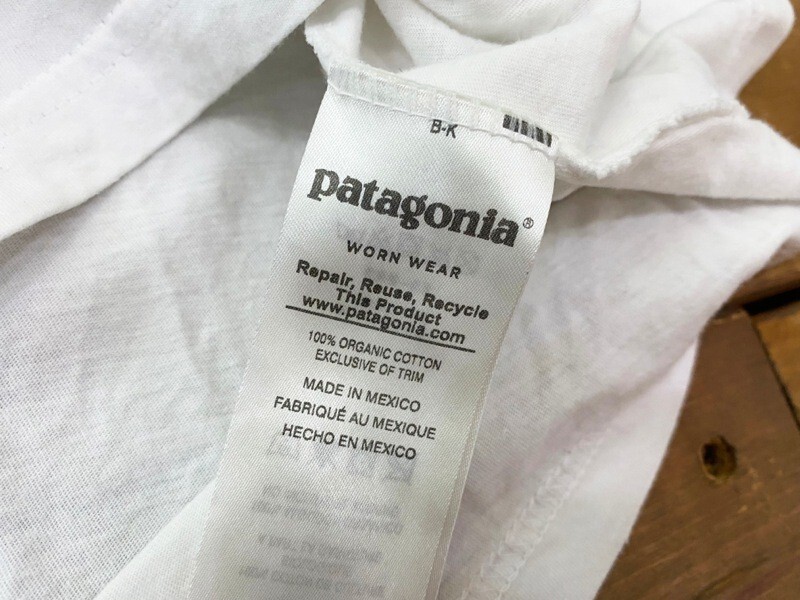 B-K
patagonia®
WORN WEAR
Repair, Reuse, Recycle
This Product
www.patagonia.com
100% ORGANIC COTTON
EXCLUSIVE OF TRIM
MADE IN MEXICO
FABRIQUÉ AU MEXIQUE
HECHO EN MEXICO